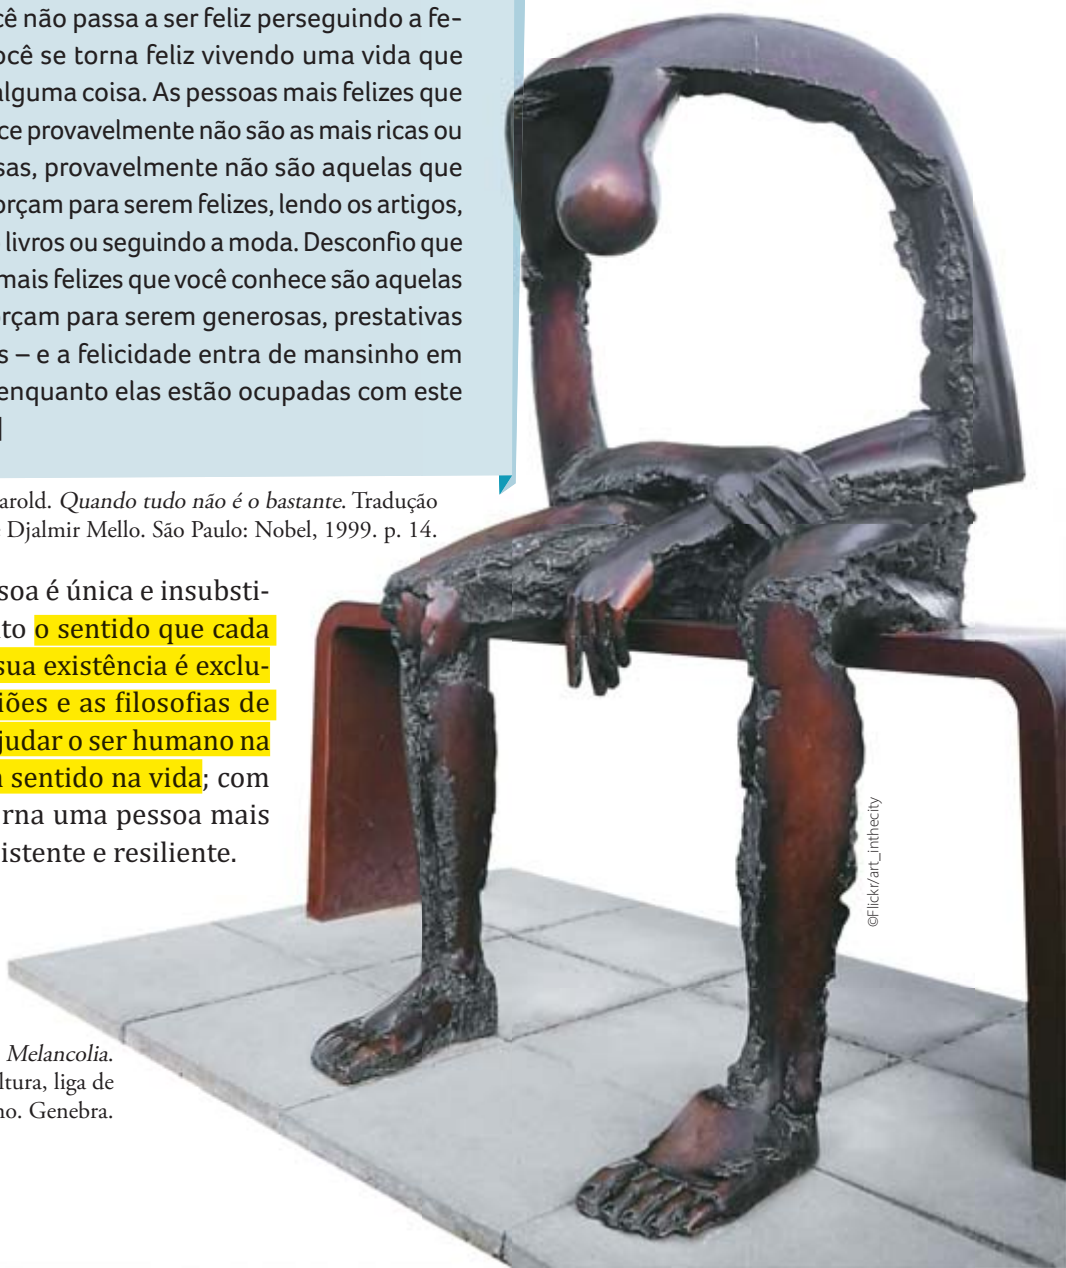 cê não passa a ser feliz perseguindo a fe-
ocê se torna feliz vivendo uma vida que
alguma coisa. As pessoas mais felizes que
ce provavelmente não são as mais ricas ou
sas, provavelmente não são aquelas que
orçam para serem felizes, lendo os artigos,
livros ou seguindo a moda. Desconfio que
mais felizes que você conhece são aquelas
orçam para serem generosas, prestativas
s – e a felicidade entra de mansinho em
enquanto elas estão ocupadas com este
]
arold. Quando tudo não é o bastante. Tradução
e Djalmir Mello. São Paulo: Nobel, 1999. p. 14.
soa é única e insubsti-
to o sentido que cada
sua existência é exclu-
iões e as filosofias de
judar o ser humano na
m sentido na vida; com
rna uma pessoa mais
istente e resiliente.
©Flickr/art_inthecity
Melancolia.
ltura, liga de
no. Genebra.